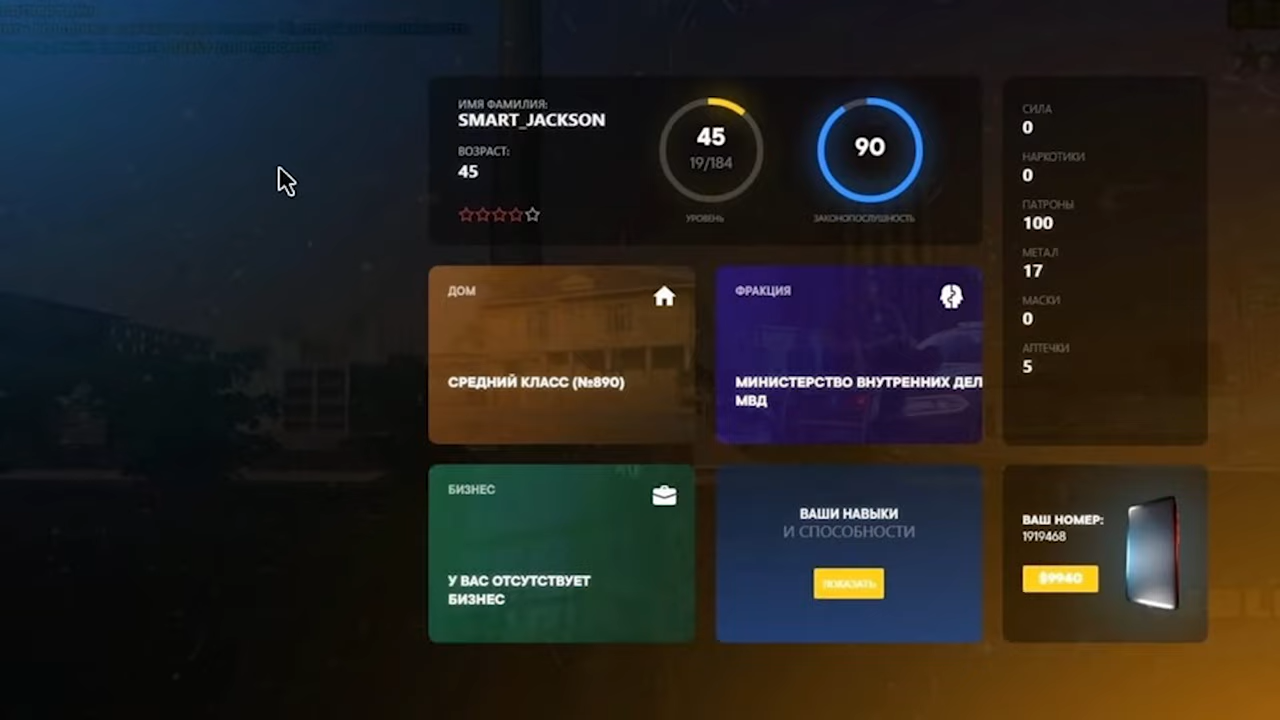 ИМЯ ФАМИЛИЯ:
SMART_JACKSON
ВОЗРАСТ:
45
45
19/184
УРОВЕНЬ
90
ЗАКОНОПОСЛУШНОСТЬ
СИЛА
0
НАРКОТИКИ
0
ПАТРОНЫ
100
МЕТАЛ
17
МАСКИ
0
АПТЕЧКИ
5
ДОМ
СРЕДНИЙ КЛАСС (№890)
ФРАКЦИЯ
МИНИСТЕРСТВО ВНУТРЕННИХ ДЕЛ
МВД
БИЗНЕС
У ВАС ОТСУТСТВУЕТ
БИЗНЕС
ВАШИ НАВЫКИ
И СПОСОБНОСТИ
ПОКАЗАТЬ
ВАШ НОМЕР:
1919468
$9940